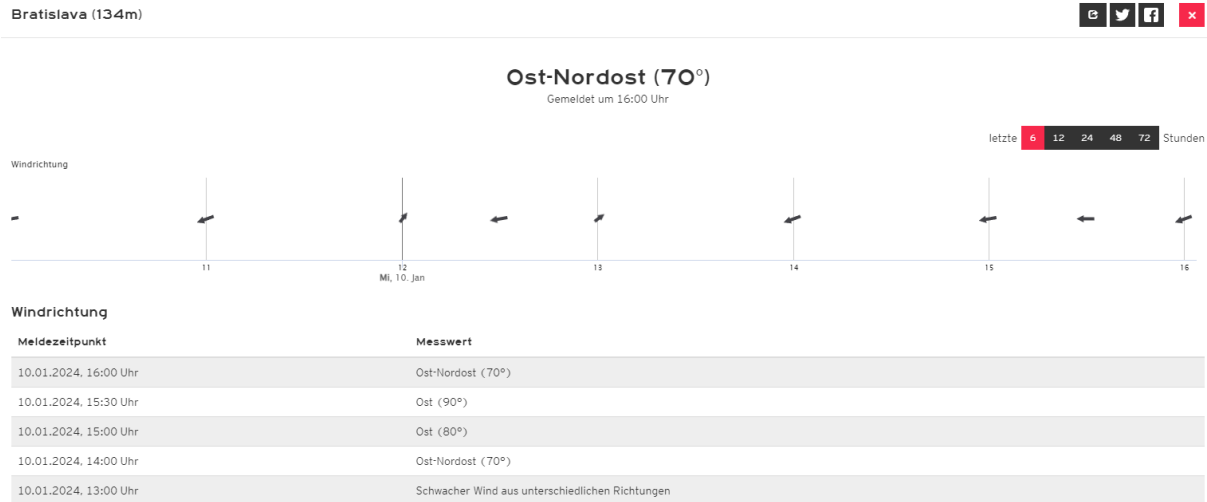 Bratislava (134m)
Ost-Nordost (70°)
Gemeldet um 16:00 Uhr
letzte 6 12 24 48 72 Stunden
Windrichtung
11 12 13 14 15 16
Mi, 10. Jan
Windrichtung
Meldezeitpunkt Messwert
10.01.2024, 16:00 Uhr Ost-Nordost (70°)
10.01.2024, 15:30 Uhr Ost (90°)
10.01.2024, 15:00 Uhr Ost (80°)
10.01.2024, 14:00 Uhr Ost-Nordost (70°)
10.01.2024, 13:00 Uhr Schwacher Wind aus unterschiedlichen Richtungen